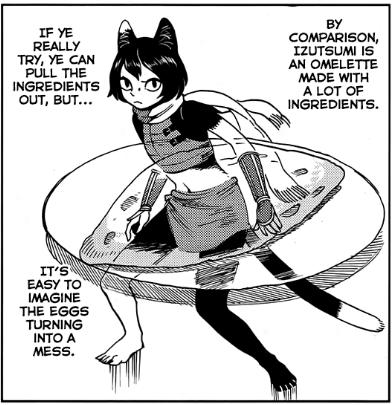 BY
COMPARISON,
IZUTSUMI IS
AN OMELETTE
MADE WITH
A LOT OF
INGREDIENTS.
IF YE
REALLY
TRY, YE CAN
PULL THE
INGREDIENTS
OUT, BUT...
IT'S
EASY TO
IMAGINE
THE EGGS
TURNING
INTO A
MESS.